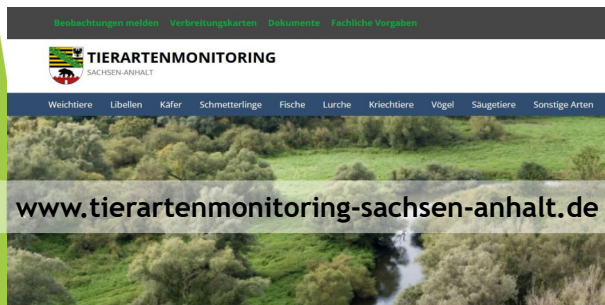 Beobachtungen melden Verbreitungskarten Dokumente Fachliche Vorgaben
TIERARTENMONITORING
SACHSEN-ANHALT
Weichtiere Libellen Käfer Schmetterlinge Fische Lurche Kriechtiere Vögel Säugetiere Sonstige Arten
www.tierartenmonitoring-sachsen-anhalt.de